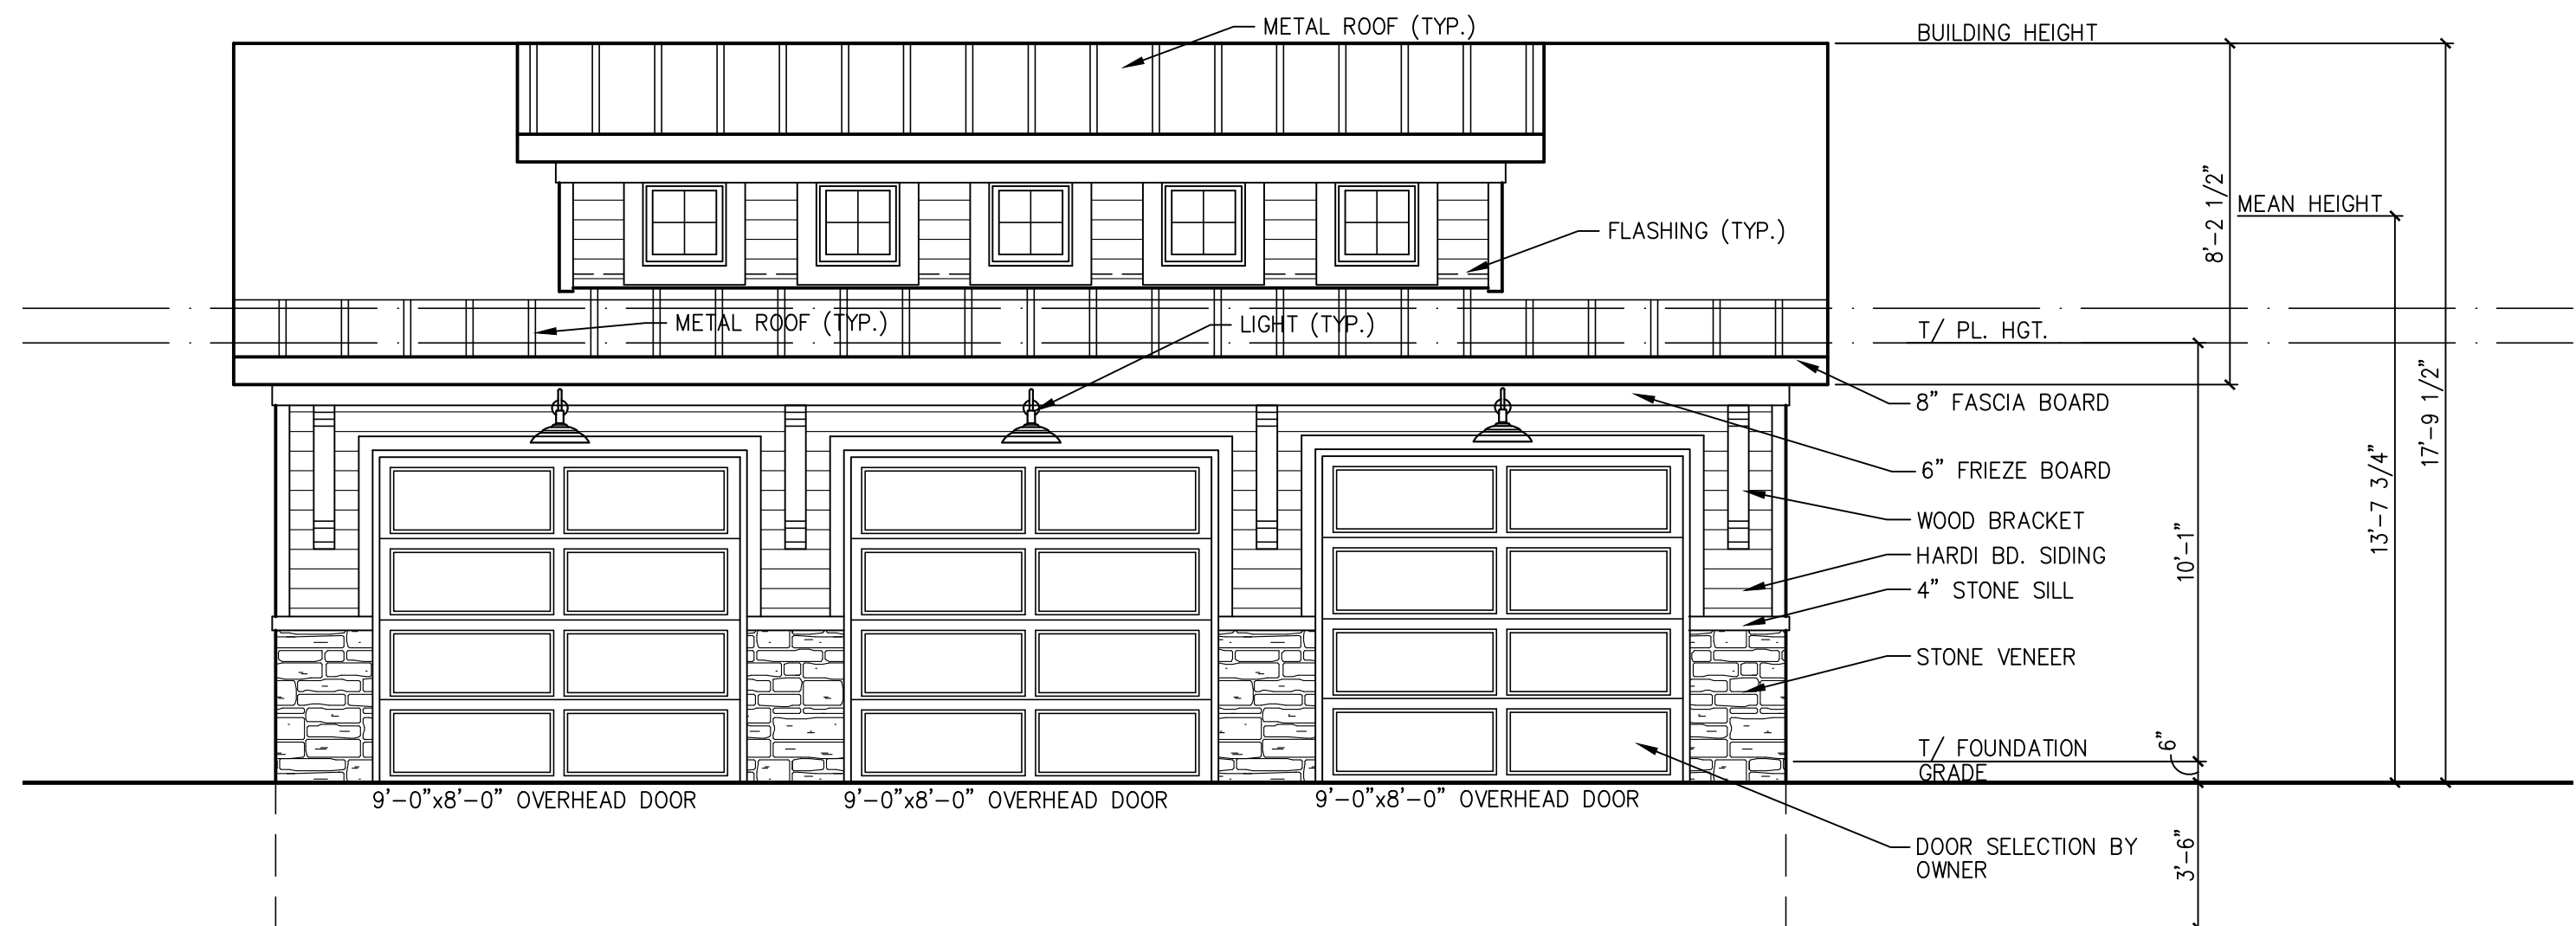 METAL ROOF (TYP.)
BUILDING HEIGHT
8'-2 1/2"
MEAN HEIGHT
FLASHING (TYP.)
METAL ROOF (TYP.)
LIGHT (TYP.)
T/ PL. HGT.
8" FASCIA BOARD
17'-9 1/2"
6" FRIEZE BOARD
13'-7 3/4"
WOOD BRACKET
10'-1"
HARDI BD. SIDING
4" STONE SILL
STONE VENEER
T/ FOUNDATION
6"
GRADE
9'-0"x8'-0" OVERHEAD DOOR
9'-0"x8'-0" OVERHEAD DOOR
9'-0"x8'-0" OVERHEAD DOOR
DOOR SELECTION BY
OWNER
3'-6"